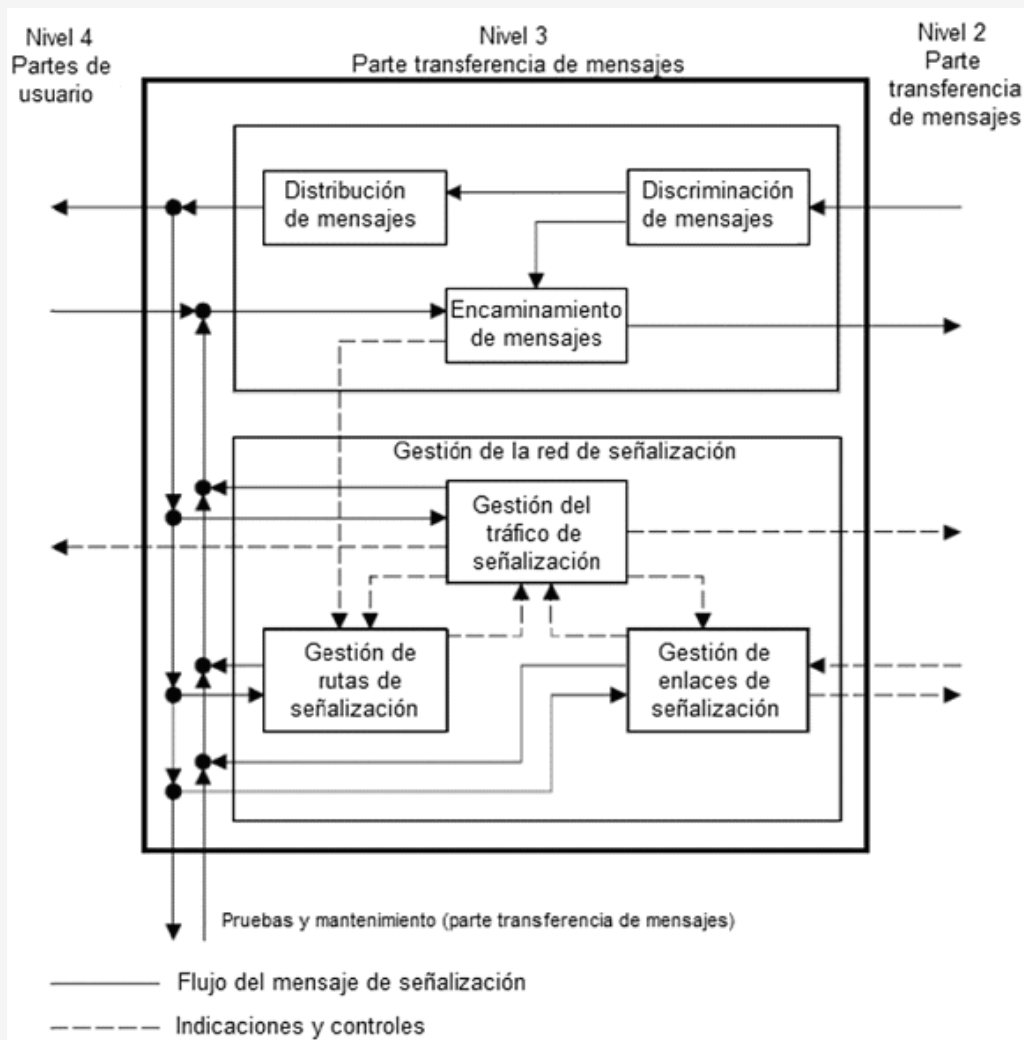 Nivel 4
Partes de
usuario
Nivel 3
Parte transferencia de mensajes
Nivel 2
Parte
transferencia
de mensajes
Distribución
de mensajes
Discriminación
de mensajes
Encaminamiento
de mensajes
Gestión de la red de señalización
Gestión del
tráfico de
señalización
Gestión de
rutas de
señalización
Gestión de
enlaces de
señalización
Pruebas y mantenimiento (parte transferencia de mensajes)
Flujo del mensaje de señalización
Indicaciones y controles